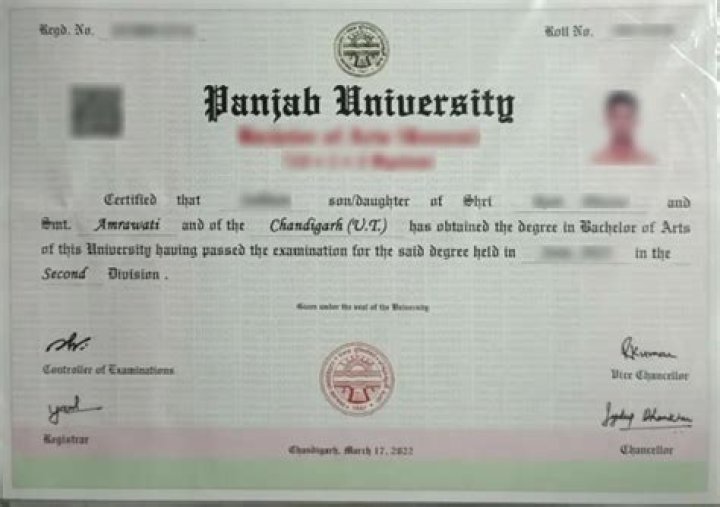 Regd. No.
Roll No.
Panjab University
Certified that son/daughter of Shri and
Smt. Amrawati and of the Chandigarh (U.T.) has obtained the degree in Bachelor of Arts
of this University having passed the examination for the said degree held in in the
Second Division .
Given under the seal of the University
Controller of Examinations
Vice Chancellor
Registrar
Chandigarh, March 17, 2022
Chancellor